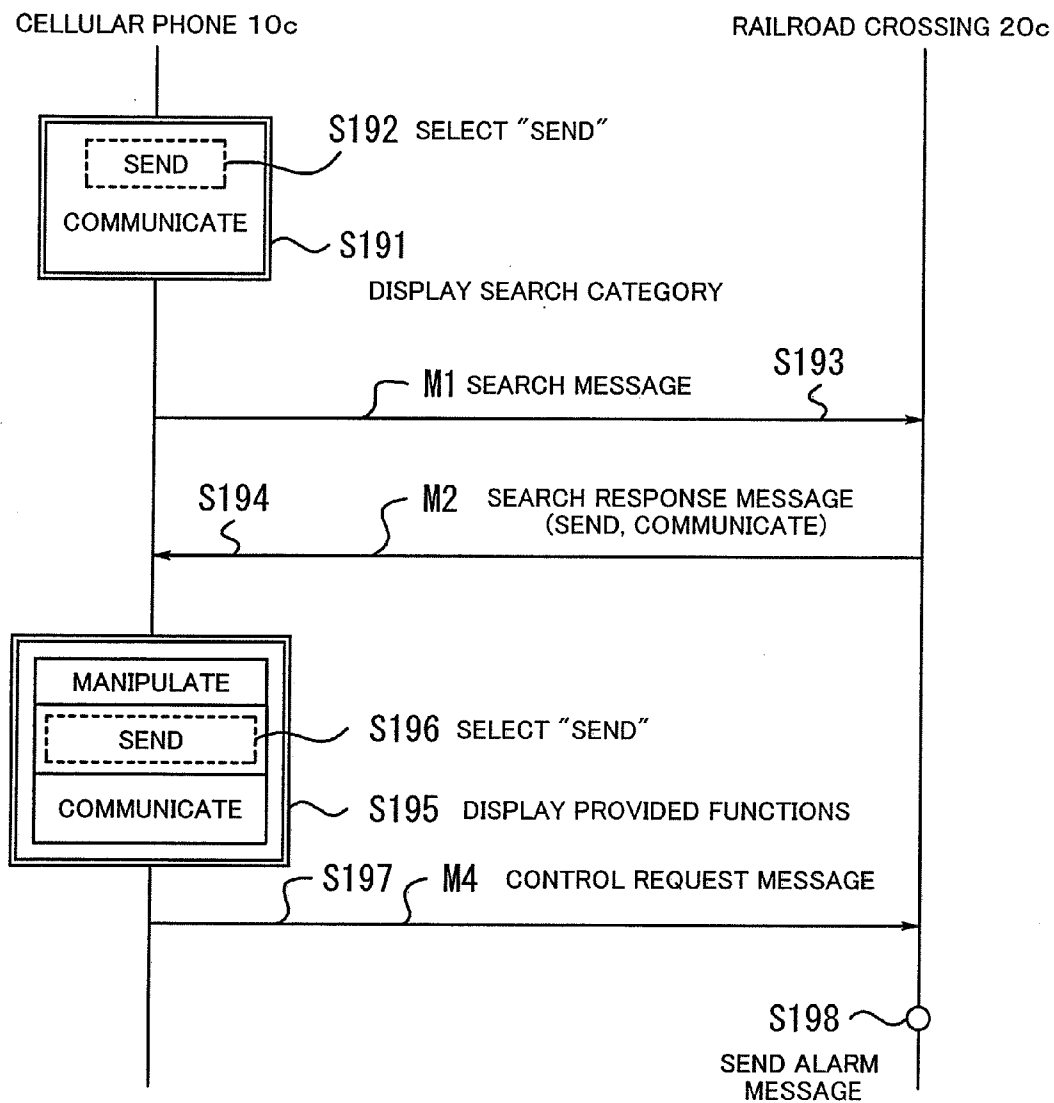 CELLULAR PHONE 10c
RAILROAD CROSSING 20c
S192 SELECT "SEND"
SEND
COMMUNICATE
S191
DISPLAY SEARCH CATEGORY
S193
M1 SEARCH MESSAGE
S194
M2 SEARCH RESPONSE MESSAGE
(SEND, COMMUNICATE)
MANIPULATE
SEND
S196 SELECT "SEND"
COMMUNICATE
S195 DISPLAY PROVIDED FUNCTIONS
S197
M4 CONTROL REQUEST MESSAGE
S198
SEND ALARM
MESSAGE